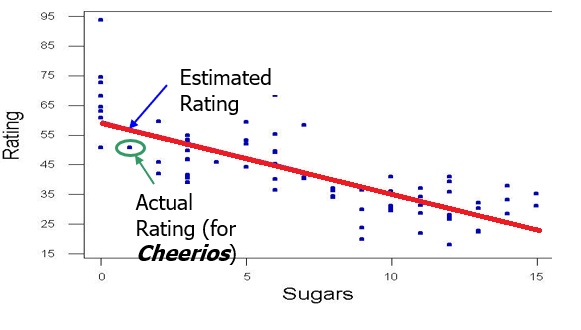 95
85
75
65
55
45
35
25
15
Rating
Estimated
Rating
Actual
Rating (for
Cheerios)
0
5
10
15
Sugars